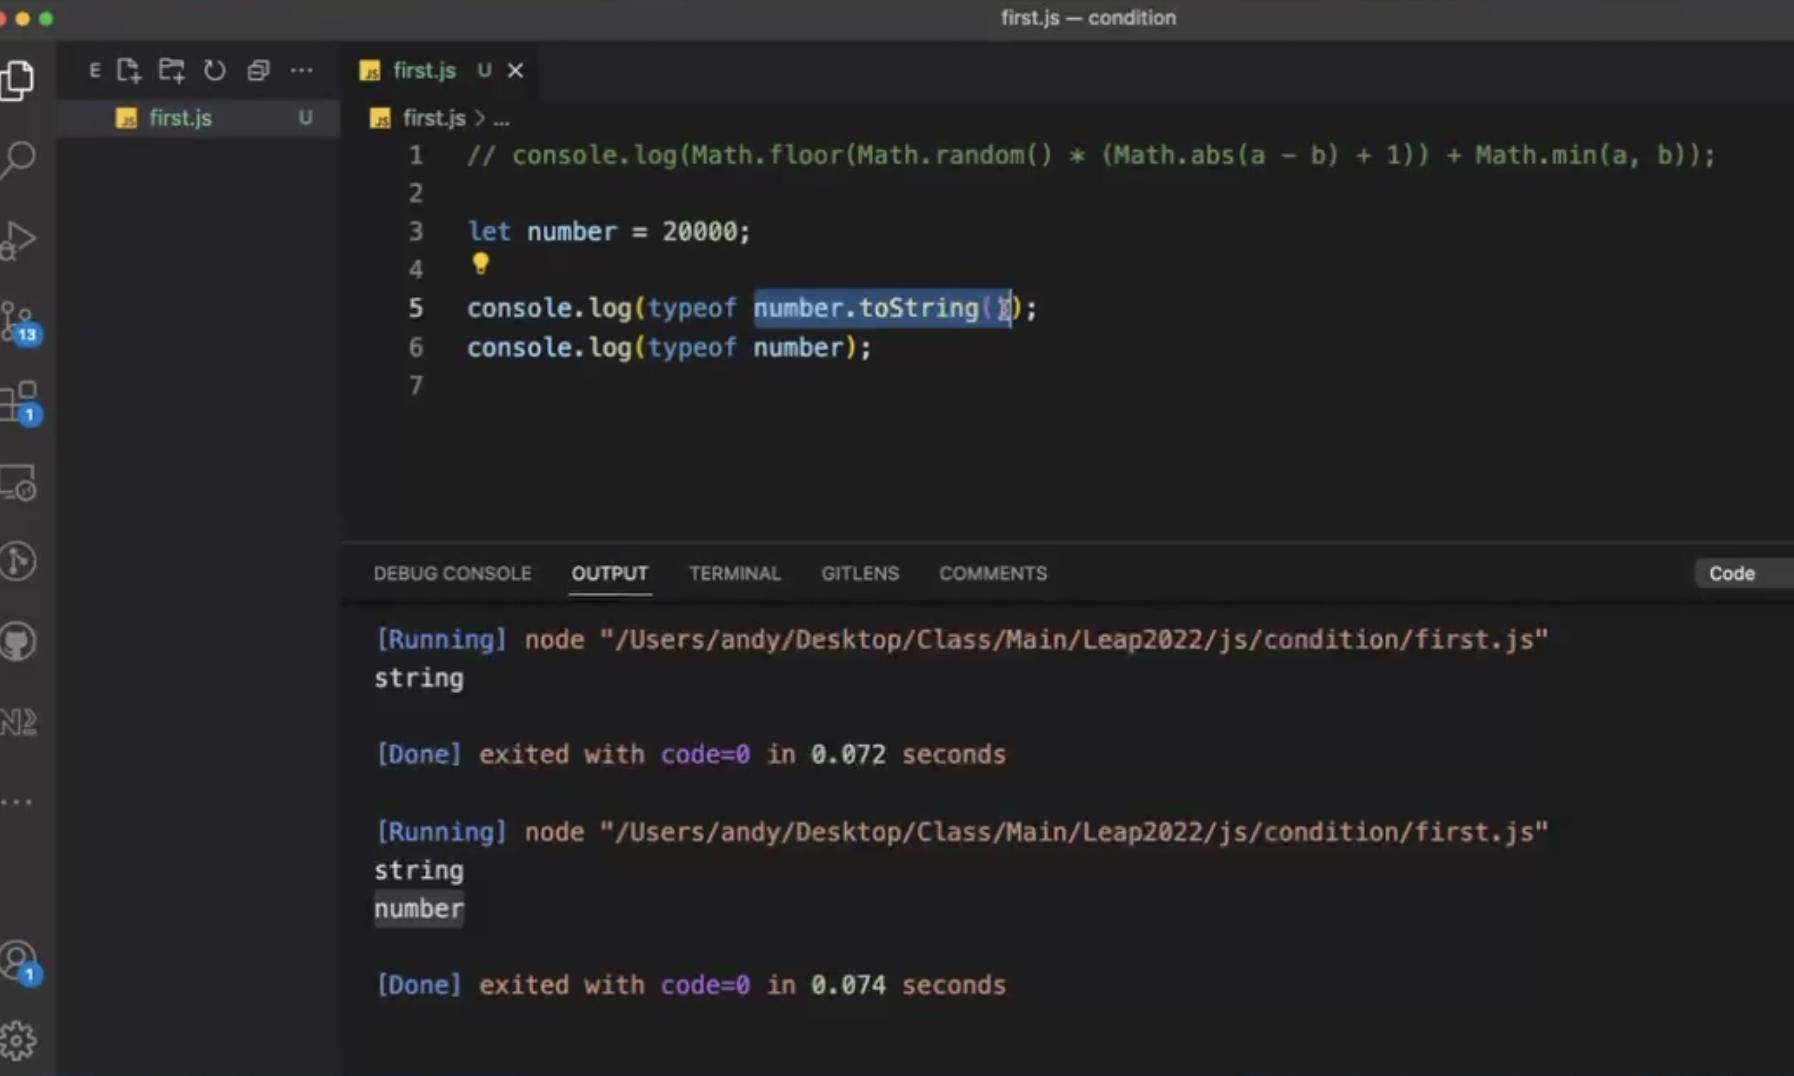 first.js — condition
E
first.js U
first.js U
first.js > ...
1 // console.log(Math.floor(Math.random() * (Math.abs(a - b) + 1)) + Math.min(a, b));
2
3 let number = 20000;
4
5 console.log(typeof number.toString());
6 console.log(typeof number);
7
13
1
DEBUG CONSOLE OUTPUT TERMINAL GITLENS COMMENTS Code
[Running] node "/Users/andy/Desktop/Class/Main/Leap2022/js/condition/first.js"
string
[Done] exited with code=0 in 0.072 seconds
[Running] node "/Users/andy/Desktop/Class/Main/Leap2022/js/condition/first.js"
string
number
1
[Done] exited with code=0 in 0.074 seconds